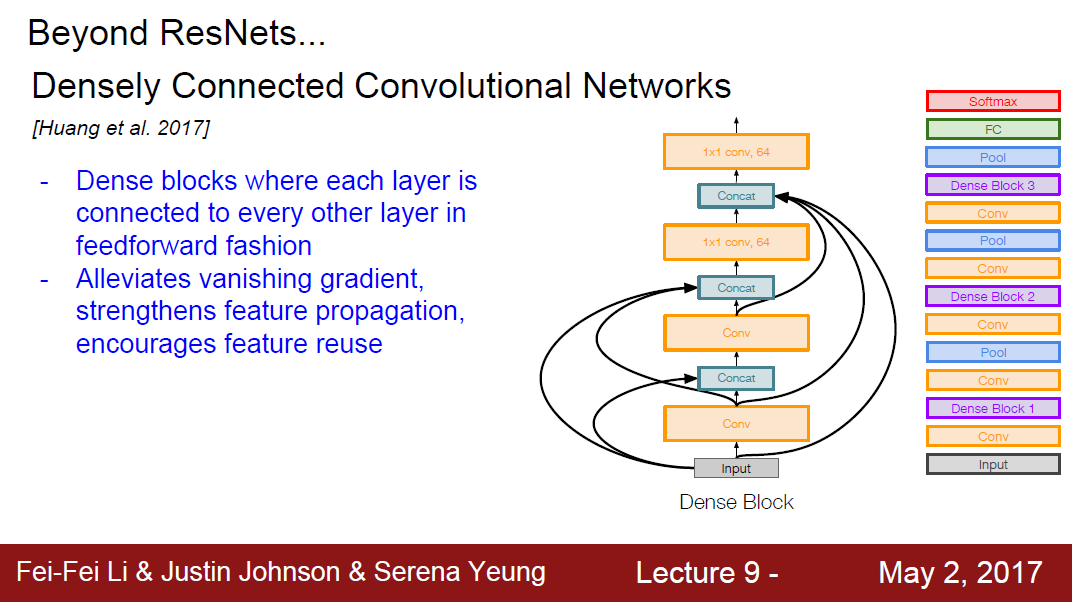 Beyond ResNets...
Densely Connected Convolutional Networks
[Huang et al. 2017]
- Dense blocks where each layer is
connected to every other layer in
feedforward fashion
- Alleviates vanishing gradient,
strengthens feature propagation,
encourages feature reuse
1x1 conv, 64
Concat
1x1 conv, 64
Concat
Conv
Concat
Conv
Input
Dense Block
Softmax
FC
Pool
Dense Block 3
Conv
Pool
Conv
Dense Block 2
Conv
Pool
Conv
Dense Block 1
Conv
Input
Fei-Fei Li & Justin Johnson & Serena Yeung
Lecture 9 -
May 2, 2017